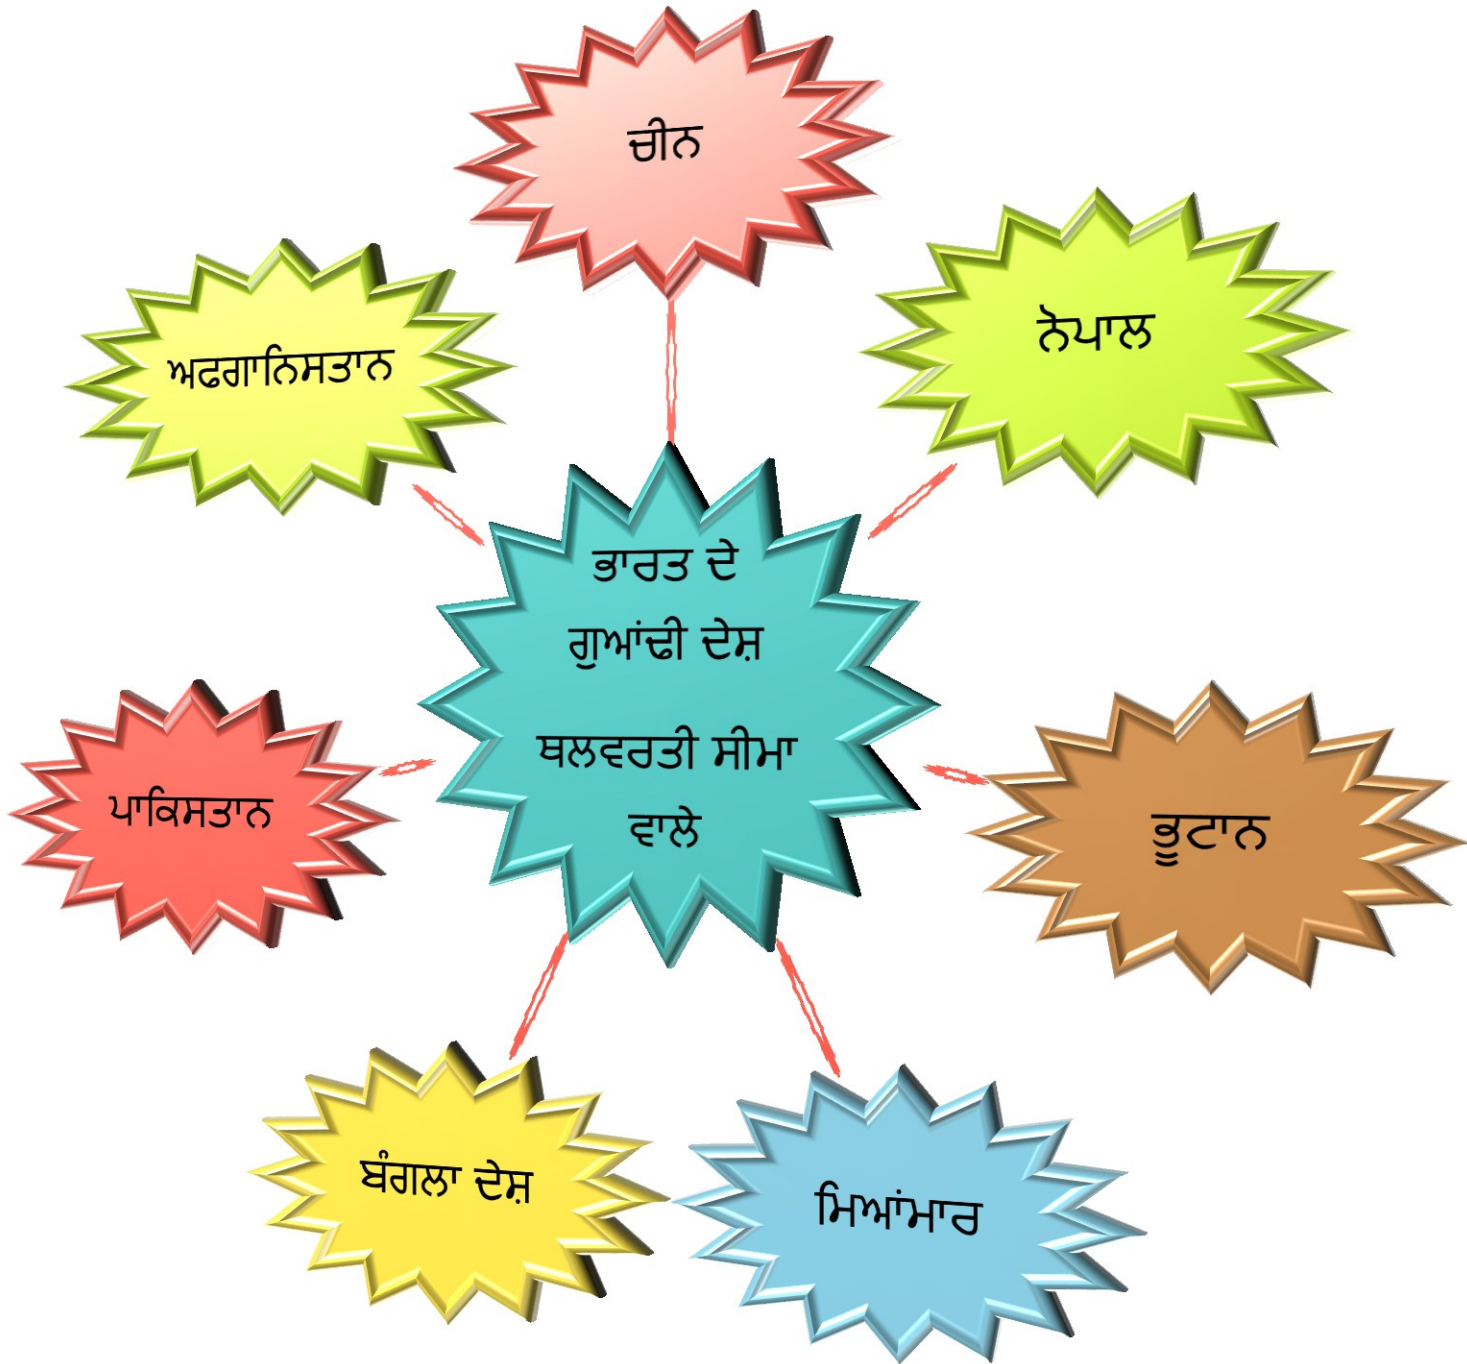 ਚੀਨ
ਨੇਪਾਲ
ਅਫਗਾਨਿਸਤਾਨ
ਭਾਰਤ ਦੇ
ਗੁਆਂਢੀ ਦੇਸ਼
ਥਲਵਰਤੀ ਸੀਮਾ
ਵਾਲੇ
ਪਾਕਿਸਤਾਨ
ਭੂਟਾਨ
ਬੰਗਲਾ ਦੇਸ਼
ਮਿਆਂਮਾਰ